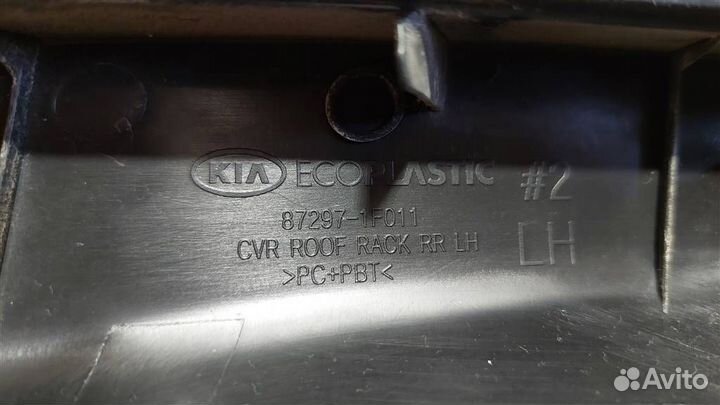 KIA ECOPLASTIC #2
87297-1F011
CVR ROOF RACK RR LH LH
>PC+PBT<
Avito